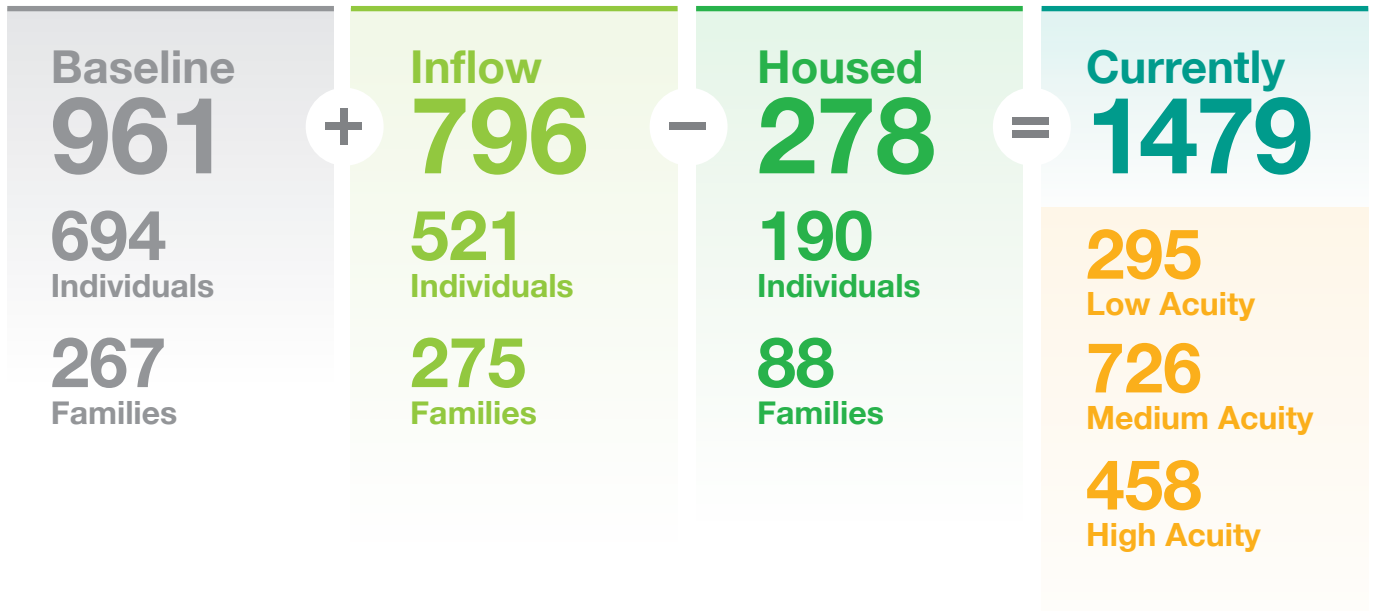 Baseline
961
694
Individuals
267
Families
+
Inflow
796
521
Individuals
275
Families
−
Housed
278
190
Individuals
88
Families
=
Currently
1479
295
Low Acuity
726
Medium Acuity
458
High Acuity